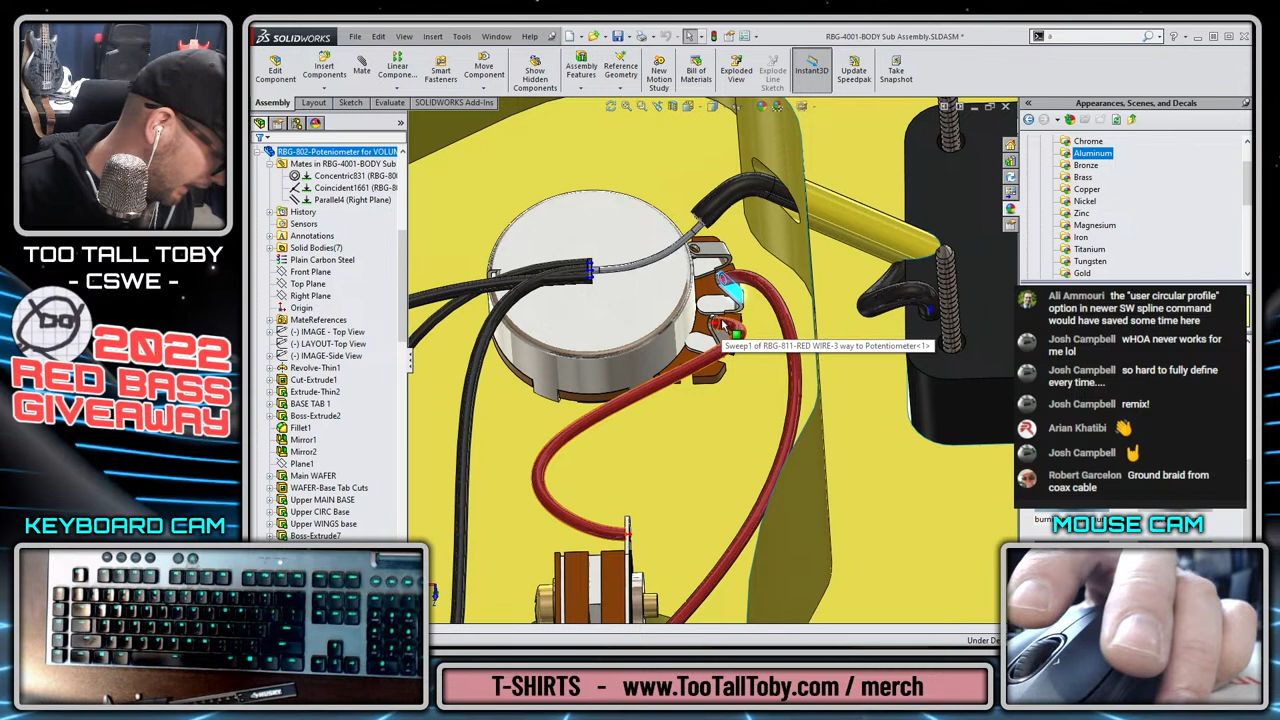 SOLIDWORKS
File
Edit
View
Insert
Tools
Window
Help
RBG-4001-BODY Sub Assembly.SLDASM *
a
Edit
Component
Insert
Components
Mate
Linear
Compone...
Smart
Fasteners
Move
Component
Show
Hidden
Components
Assembly
Features
Reference
Geometry
New
Motion
Study
Bill of
Materials
Exploded
View
Explode
Line
Sketch
Instant3D
Update
Speedpak
Take
Snapshot
Assembly
Layout
Sketch
Evaluate
SOLIDWORKS Add-Ins
RBG-802-Poteniometer for VOLUN
Mates in RBG-4001-BODY Sub
Concentric831 (RBG-80
Coincident1661 (RBG-8
Parallel4 (Right Plane)
History
Sensors
Annotations
Solid Bodies(7)
Plain Carbon Steel
Front Plane
Top Plane
Right Plane
Origin
MateReferences
(-) IMAGE - Top View
(-) LAYOUT-Top View
(-) IMAGE-Side View
Revolve-Thin1
Cut-Extrude1
Extrude-Thin2
BASE TAB 1
Boss-Extrude2
Fillet1
Mirror1
Mirror2
Plane1
Main WAFER
WAFER-Base Tab Cuts
Upper MAIN BASE
Upper CIRC Base
Upper WINGS base
Boss-Extrude7
Sweep1 of RBG-811-RED WIRE-3 way to Potentiometer<1>
Appearances, Scenes, and Decals
Chrome
Aluminum
Bronze
Brass
Copper
Nickel
Zinc
Magnesium
Iron
Titanium
Tungsten
Gold
Ali Ammouri the "user circular profile"
option in newer SW spline command
would have saved some time here
Josh Campbell wHOA never works for
me lol
Josh Campbell so hard to fully define
every time....
Josh Campbell remix!
Arian Khatibi
Josh Campbell
Robert Garcelon Ground braid from
coax cable
Under De
TOO TALL TOBY
- CSWE -
2022
RED BASS
GIVEAWAY
KEYBOARD CAM
MOUSE CAM
HUSKY
T-SHIRTS - www.TooTallToby.com / merch